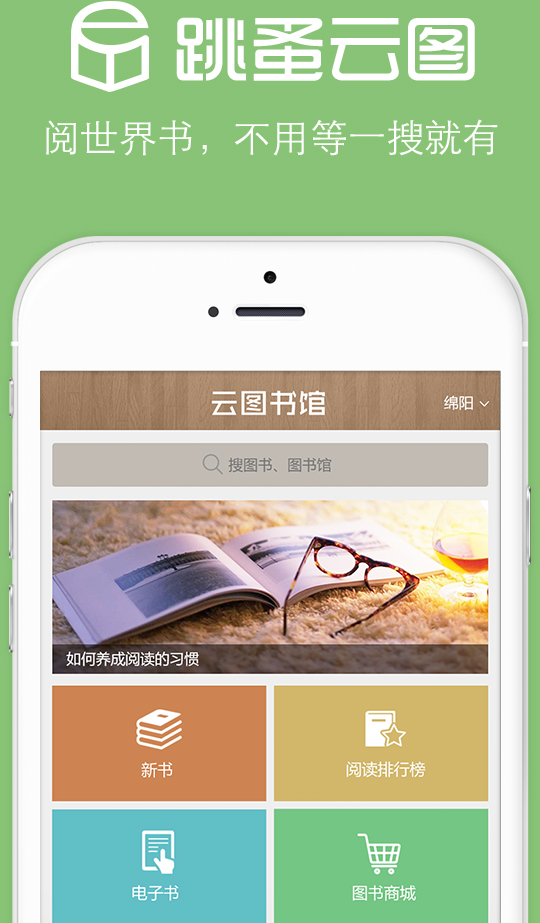 跳蚤云图
阅世界书，不用等一搜就有
云图书馆
绵阳
搜图书、图书馆
如何养成阅读的习惯
新书
阅读排行榜
电子书
图书商城